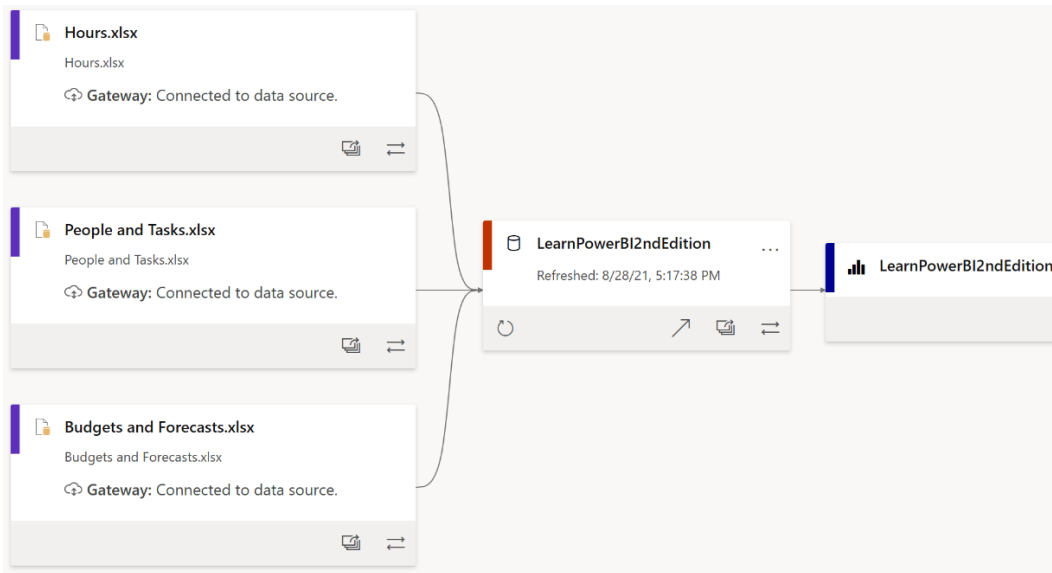 Hours.xlsx
Hours.xlsx
Gateway: Connected to data source.
People and Tasks.xlsx
People and Tasks.xlsx
Gateway: Connected to data source.
Budgets and Forecasts.xlsx
Budgets and Forecasts.xlsx
Gateway: Connected to data source.
LearnPowerBI2ndEdition
...
Refreshed: 8/28/21, 5:17:38 PM
LearnPowerBI2ndEdition